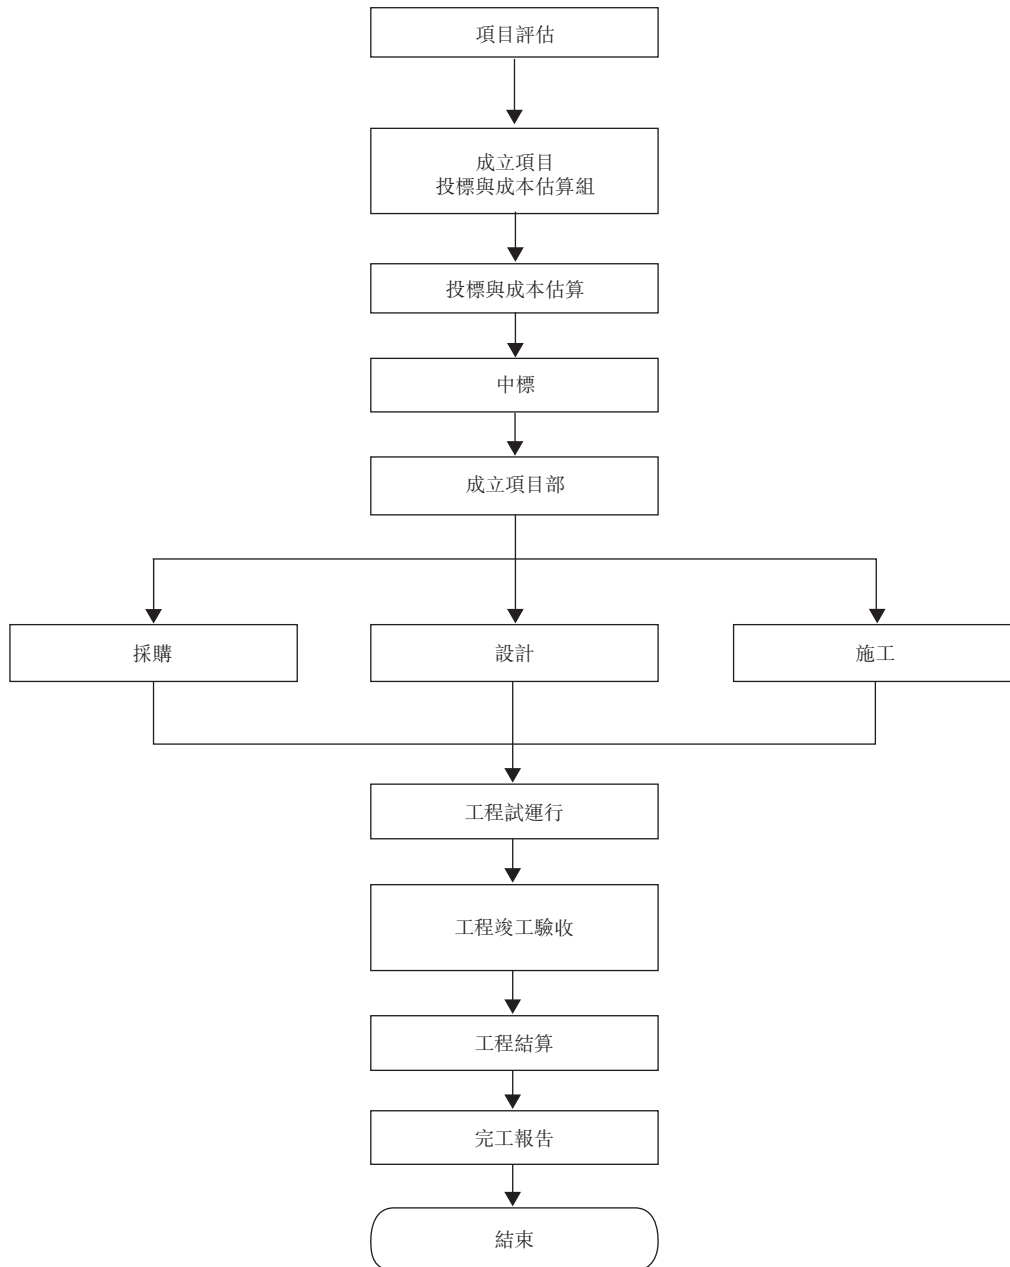 項目評估
成立項目
投標與成本估算組
投標與成本估算
中標
成立項目部
採購
設計
施工
工程試運行
工程竣工驗收
工程結算
完工報告
結束